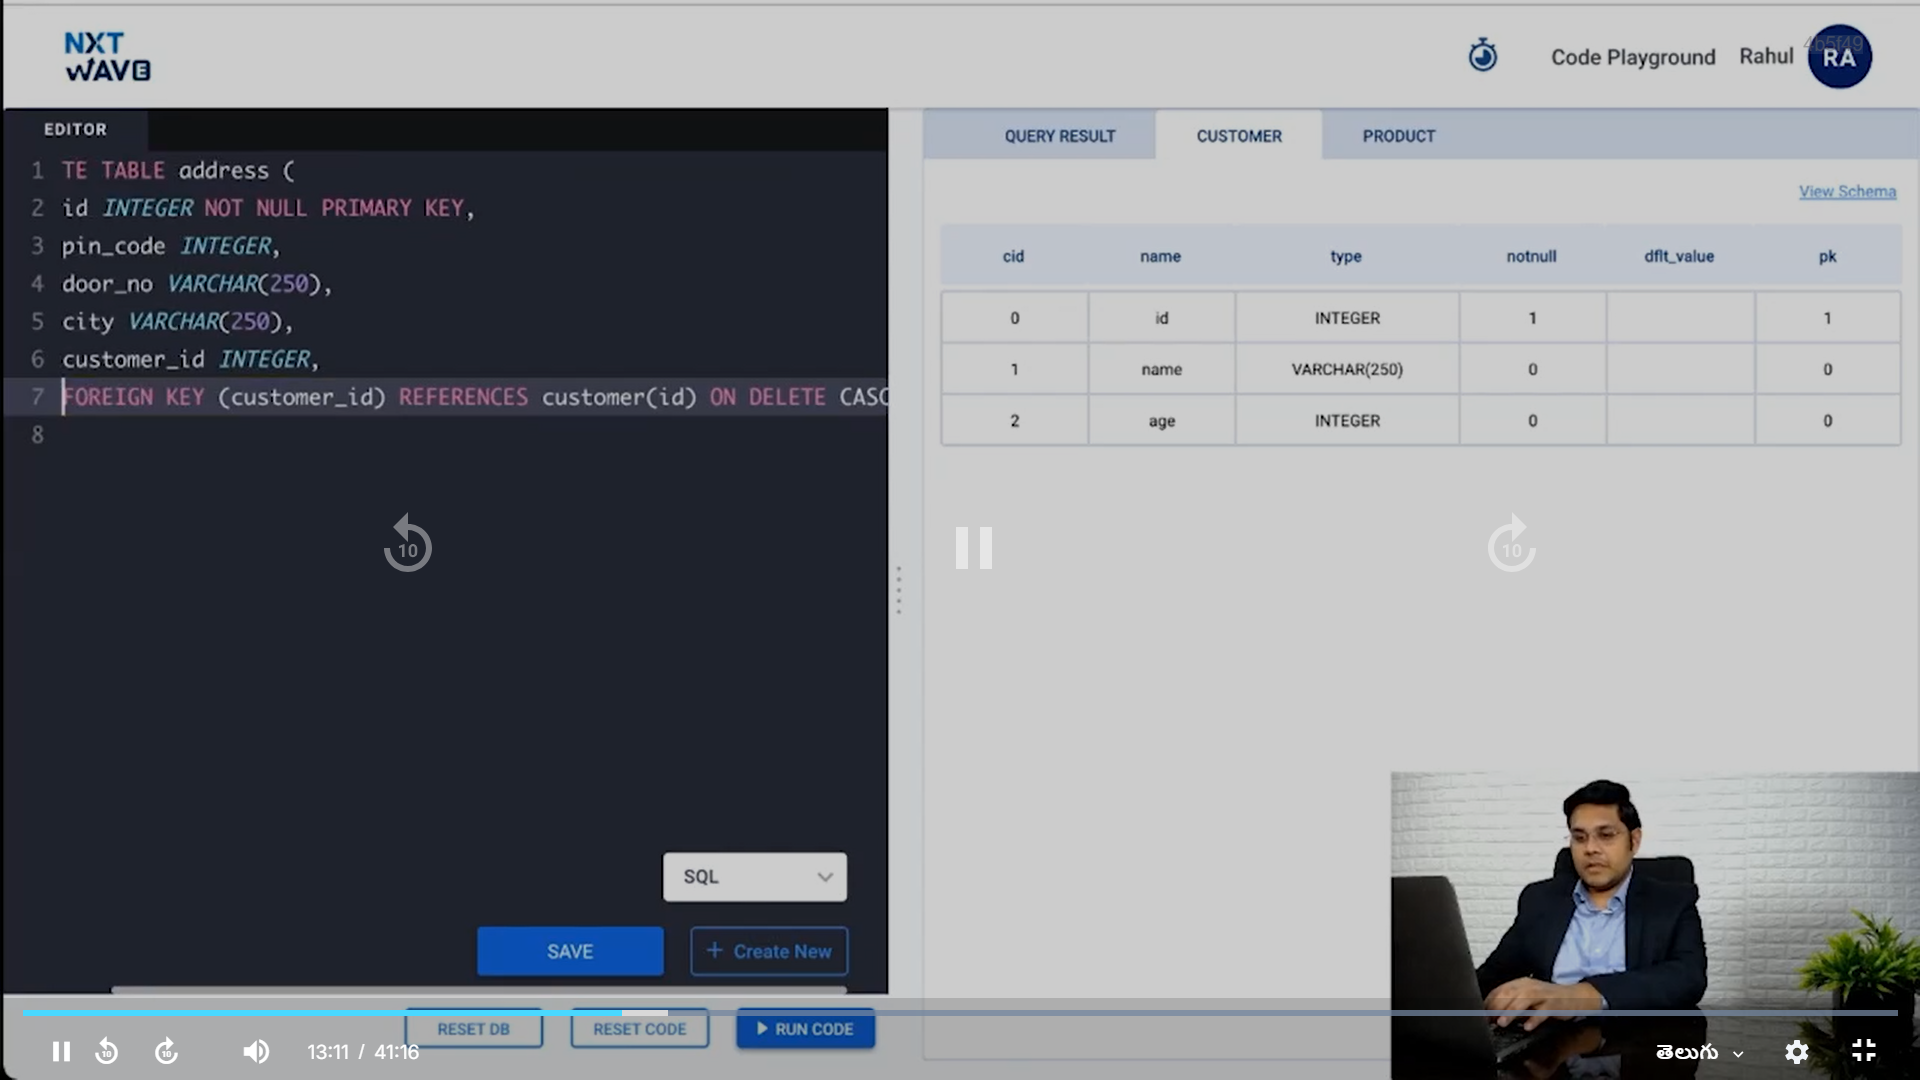 NXT
WAVE
Code Playground
Rahul
RA
4b5f49
EDITOR
1 TE TABLE address (
2 id INTEGER NOT NULL PRIMARY KEY,
3 pin_code INTEGER,
4 door_no VARCHAR(250),
5 city VARCHAR(250),
6 customer_id INTEGER,
7 FOREIGN KEY (customer_id) REFERENCES customer(id) ON DELETE CASC
8
SQL
SAVE
+ Create New
RESET DB
RESET CODE
RUN CODE
QUERY RESULT
CUSTOMER
PRODUCT
View Schema
cid name type notnull dflt_value pk
0 id INTEGER 1 1
1 name VARCHAR(250) 0 0
2 age INTEGER 0 0
10
10
10
10
13:11 / 41:16
తెలుగు